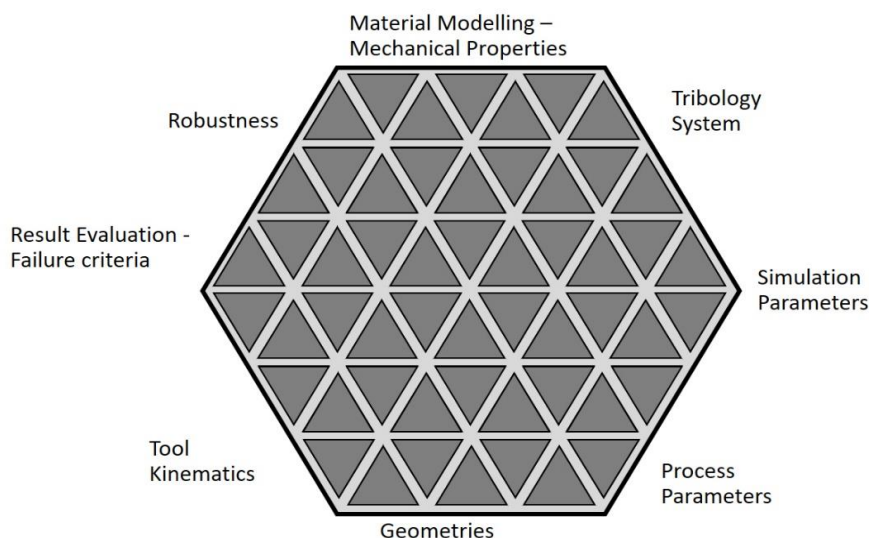 Material Modelling –
Mechanical Properties
Robustness
Tribology
System
Result Evaluation -
Failure criteria
Simulation
Parameters
Tool
Kinematics
Process
Parameters
Geometries